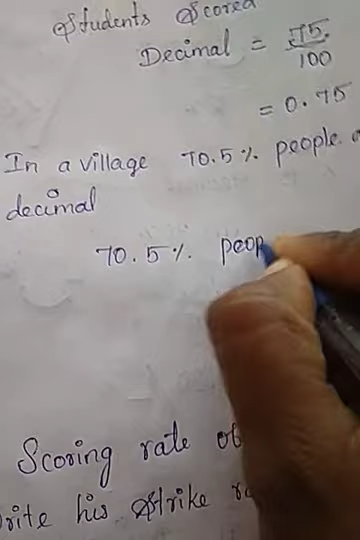 Students Scored
Decimal = 75/100
= 0.75
In a village 70.5% people
decimal
70.5% peop
Scoring rate of
his strike